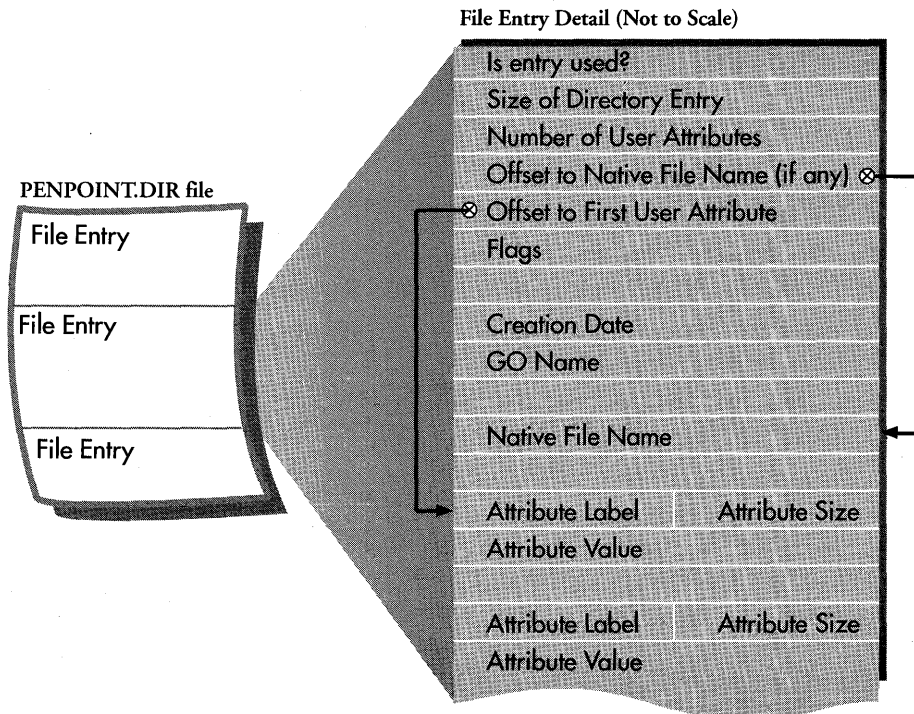 File Entry Detail (Not to Scale)
Is entry used?
Size of Directory Entry
Number of User Attributes
Offset to Native File Name (if any)
Offset to First User Attribute
Flags
Creation Date
GO Name
Native File Name
Attribute Label Attribute Size
Attribute Value
Attribute Label Attribute Size
Attribute Value
PENPOINT.DIR file
File Entry
File Entry
File Entry